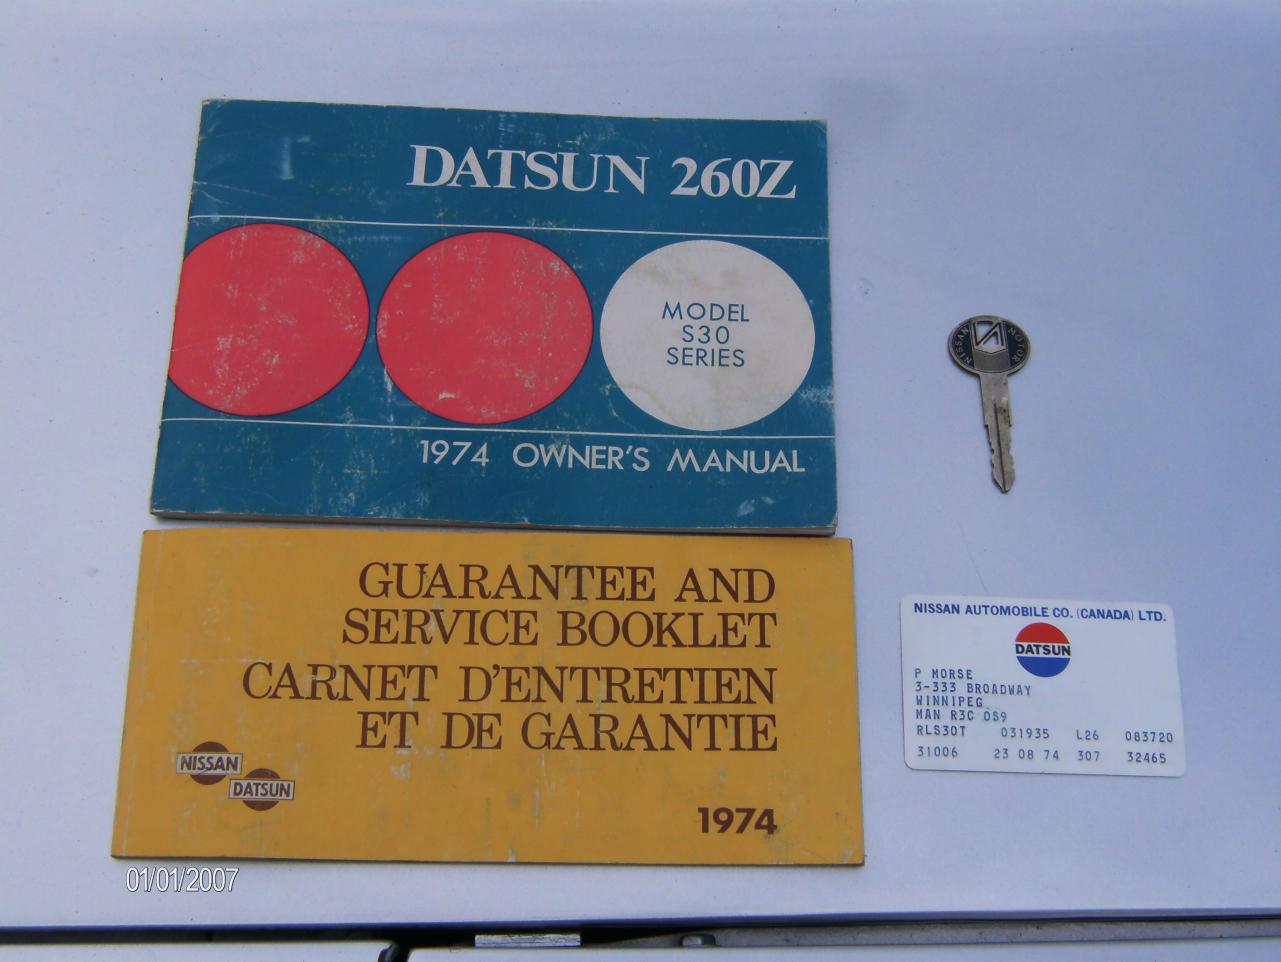 DATSUN 260Z
MODEL
S30
SERIES
1974 OWNER'S MANUAL
GUARANTEE AND
SERVICE BOOKLET
CARNET D'ENTRETIEN
ET DE GARANTIE
NISSAN
DATSUN
1974
NISSAN MOTOR
NISSAN AUTOMOBILE CO. (CANADA) LTD.
DATSUN
P MORSE
3-333 BROADWAY
WINNIPEG
MAN R3C 0S9
RLS30T 031935 L26 083720
31006 23 08 74 307 32465
01/01/2007